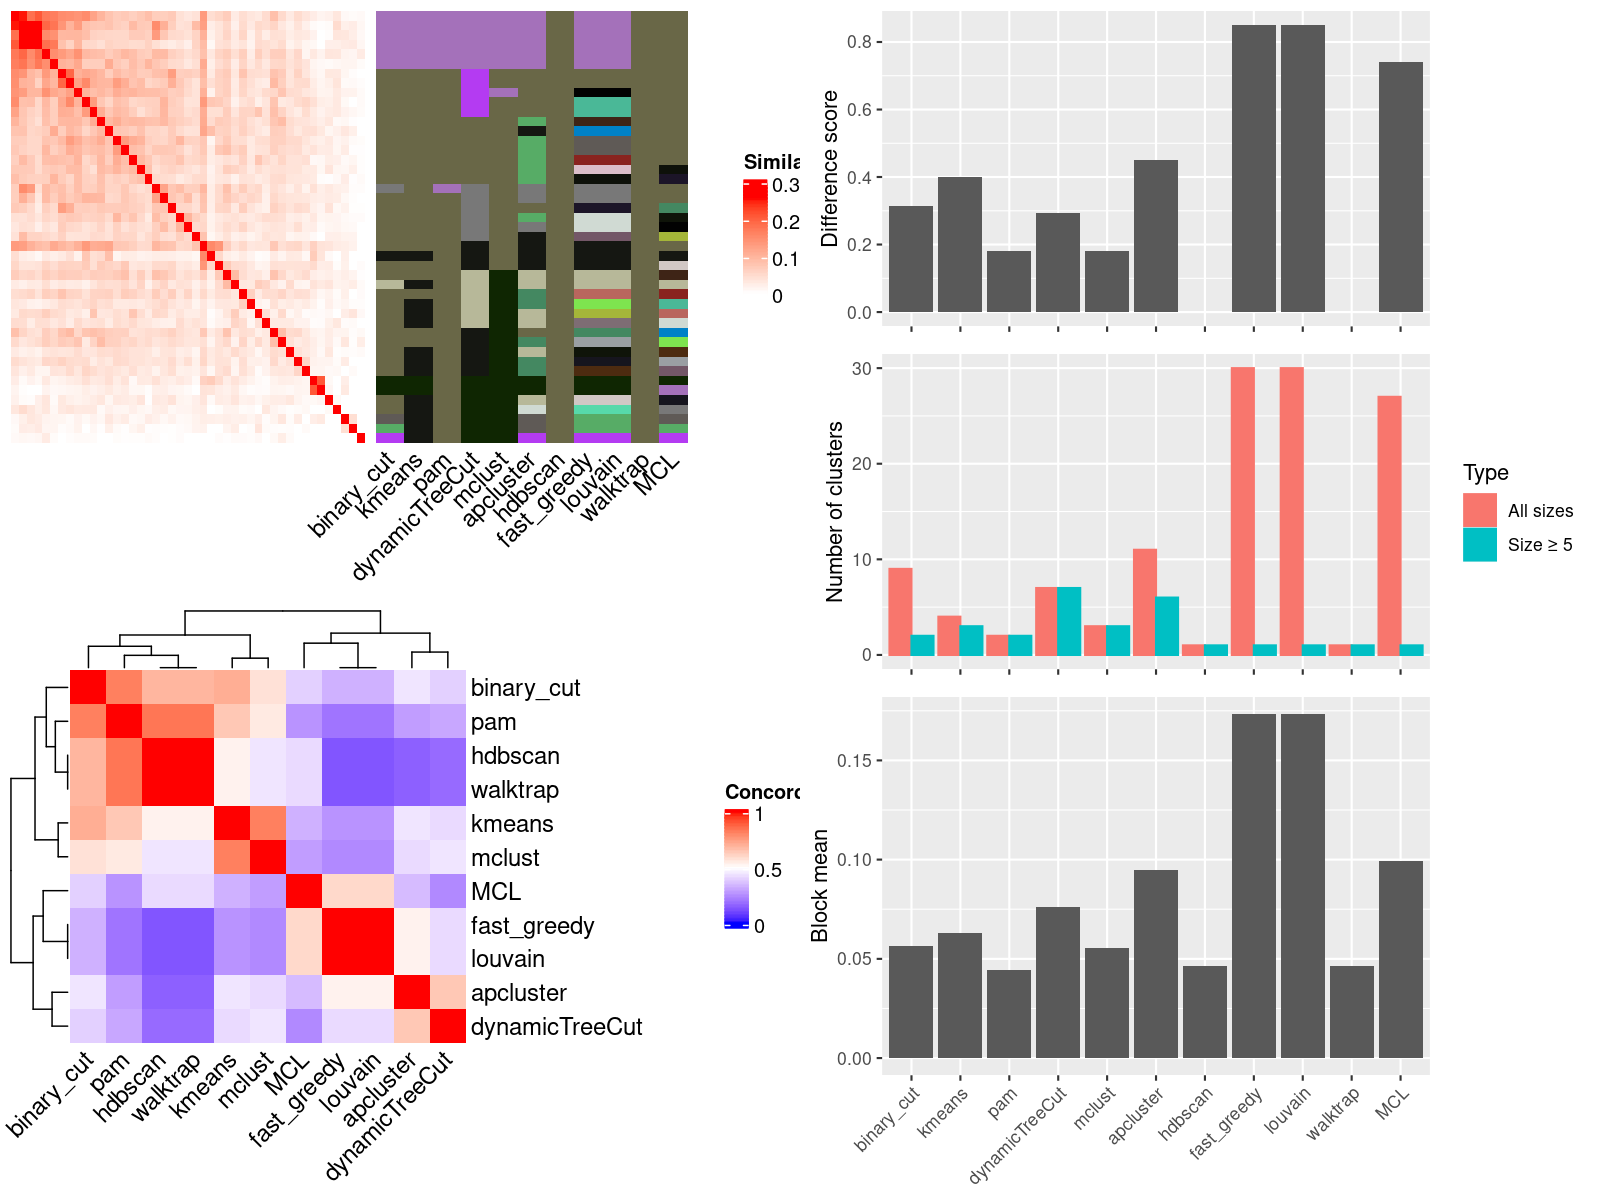 Simila
0.3
0.2
0.1
0
binary_cut
kmeans
pam
dynamicTreeCut
mclust
apcluster
hdbscan
fast_greedy
louvain
walktrap
MCL
binary_cut
pam
hdbscan
walktrap
kmeans
mclust
MCL
fast_greedy
louvain
apcluster
dynamicTreeCut
Concord
1
0.5
0
binary_cut
pam
hdbscan
walktrap
kmeans
mclust
MCL
fast_greedy
louvain
apcluster
dynamicTreeCut
Difference score
0.8
0.6
0.4
0.2
0.0
Number of clusters
30
20
10
0
Type
All sizes
Size ≥ 5
Block mean
0.15
0.10
0.05
0.00
binary_cut
kmeans
pam
dynamicTreeCut
mclust
apcluster
hdbscan
fast_greedy
louvain
walktrap
MCL